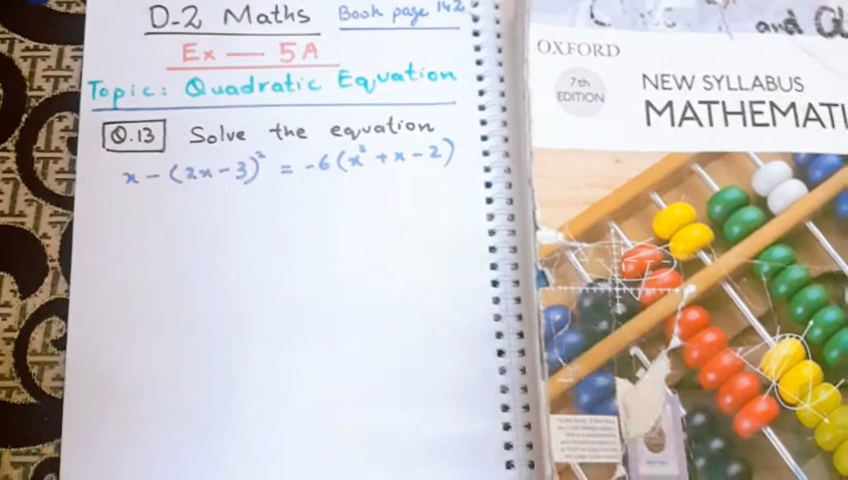 D-2 Maths Book page 142
Ex — 5A
Topic: Quadratic Equation
Q.13 Solve the equation
x - (2x - 3)² = -6(x² + x - 2)
and
OXFORD
7th
EDITION
NEW SYLLABUS
MATHEMATI